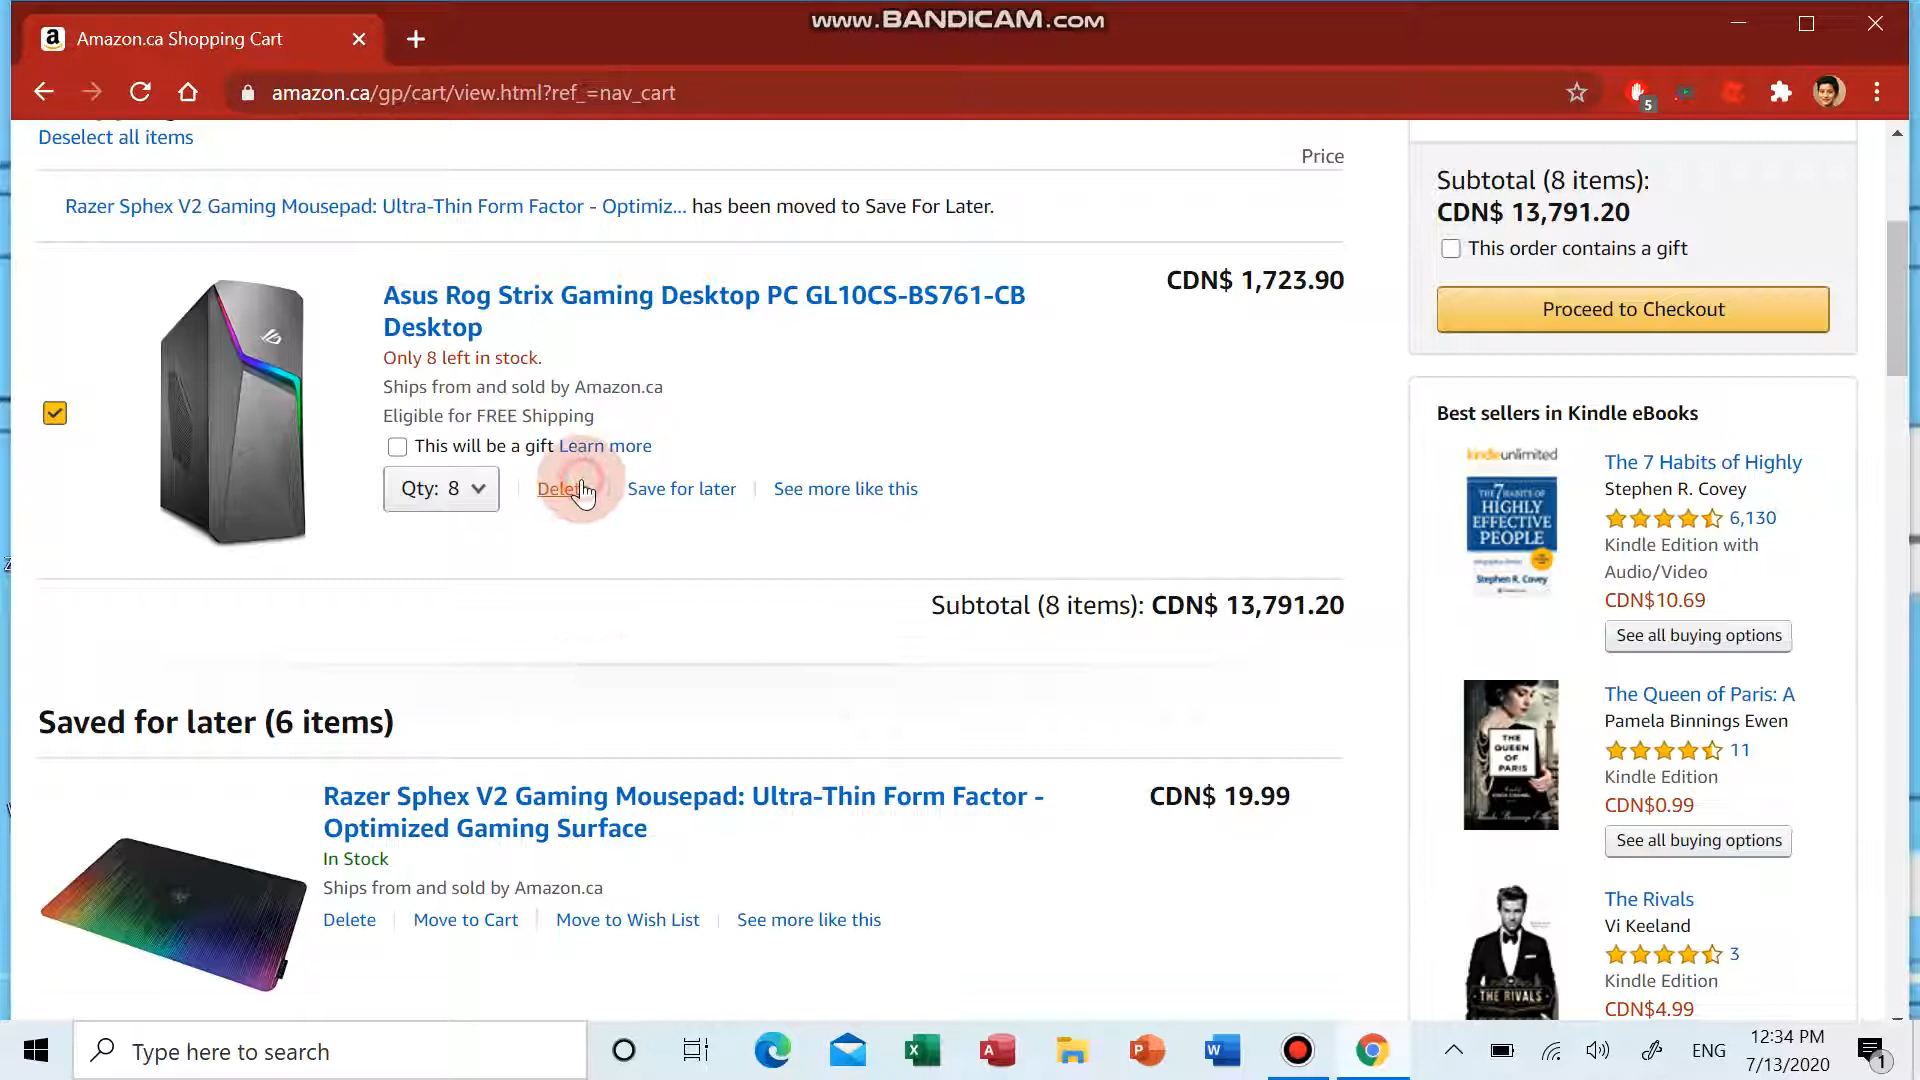 www.BANDICAM.com
Amazon.ca Shopping Cart
amazon.ca/gp/cart/view.html?ref_=nav_cart
5
Deselect all items
Price
Razer Sphex V2 Gaming Mousepad: Ultra-Thin Form Factor - Optimiz... has been moved to Save For Later.
Asus Rog Strix Gaming Desktop PC GL10CS-BS761-CB
Desktop
CDN$ 1,723.90
Only 8 left in stock.
Ships from and sold by Amazon.ca
Eligible for FREE Shipping
This will be a gift Learn more
Qty: 8
Delete
Save for later
See more like this
Subtotal (8 items): CDN$ 13,791.20
Saved for later (6 items)
Razer Sphex V2 Gaming Mousepad: Ultra-Thin Form Factor -
Optimized Gaming Surface
CDN$ 19.99
In Stock
Ships from and sold by Amazon.ca
Delete
Move to Cart
Move to Wish List
See more like this
Subtotal (8 items):
CDN$ 13,791.20
This order contains a gift
Proceed to Checkout
Best sellers in Kindle eBooks
kindleunlimited
THE 7 HABITS OF
HIGHLY
EFFECTIVE
PEOPLE
Stephen R. Covey
The 7 Habits of Highly
Stephen R. Covey
6,130
Kindle Edition with
Audio/Video
CDN$10.69
See all buying options
THE
QUEEN OF
PARIS
The Queen of Paris: A
Pamela Binnings Ewen
11
Kindle Edition
CDN$0.99
See all buying options
THE RIVALS
The Rivals
Vi Keeland
3
Kindle Edition
CDN$4.99
Type here to search
ENG
12:34 PM
7/13/2020
1